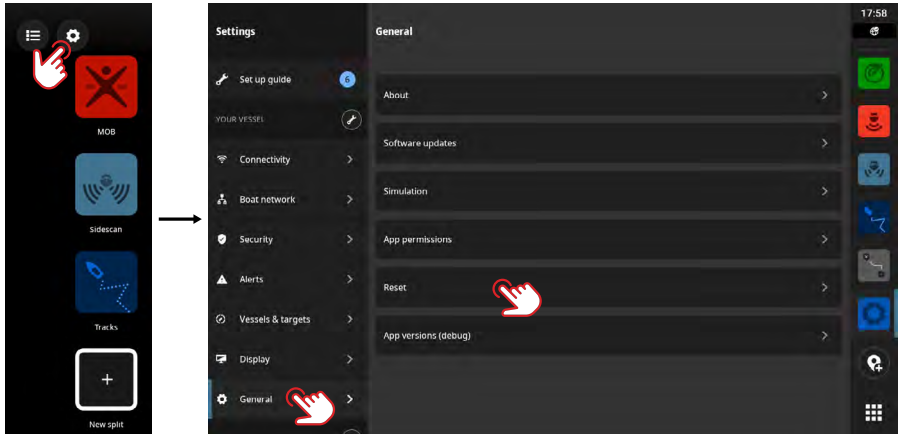 MOB
Sidescan
Tracks
+
New split
Settings
Set up guide
6
YOUR VESSEL
Connectivity
Boat network
Security
Alerts
Vessels & targets
Display
General
General
About
Software updates
Simulation
App permissions
Reset
App versions (debug)
17:58